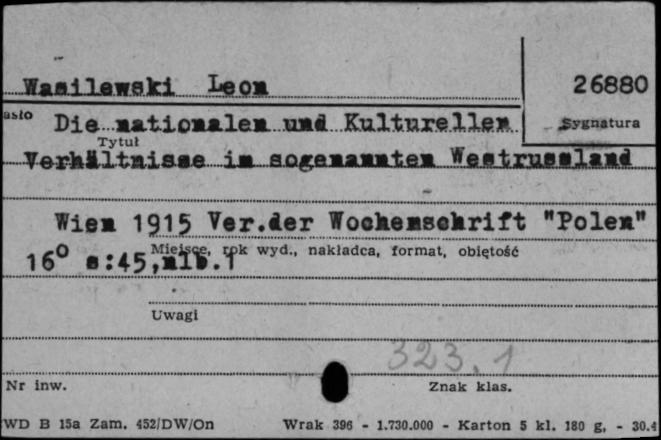 Wasilewski Leon
26880
asło Die nationalen und Kulturellen
Sygnatura
Tytuł
Verhältnisse in sogenannten Westrussland
Wien 1915 Ver.der Wochenschrift "Polen"
Miejsce, rok wyd., nakładca, format, objętość
16⁰ s:45,nlb.1
Uwagi
323.1
Nr inw.
Znak klas.
WD B 15a Zam. 452/DW/On Wrak 396 - 1.730.000 - Karton 5 kl. 180 g, - 30.4